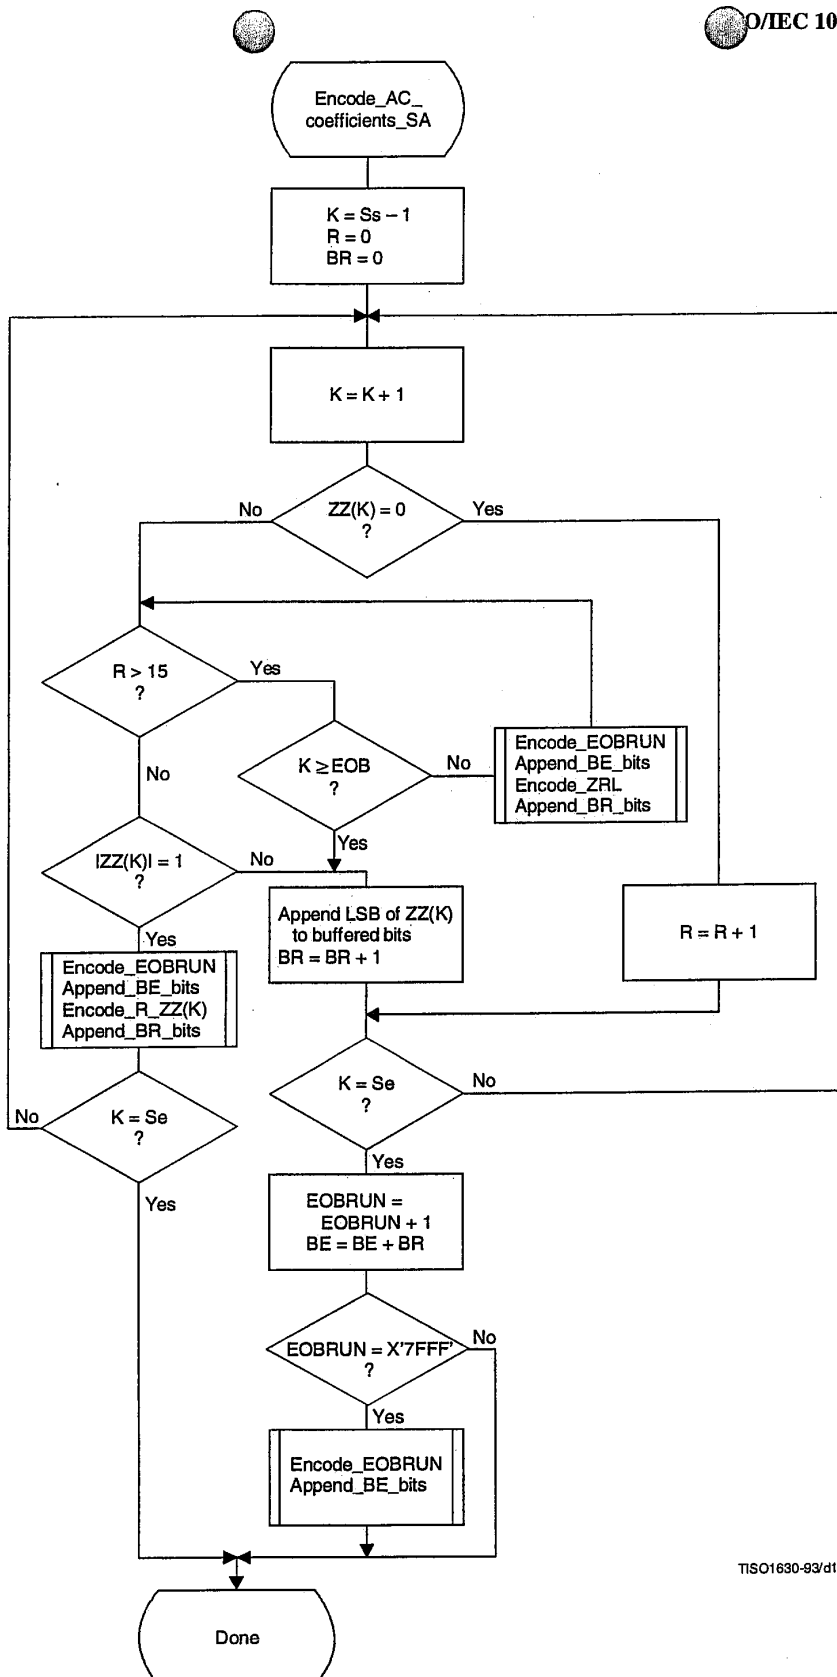 O/IEC 10
Encode_AC_
coefficients_SA
K = Ss – 1
R = 0
BR = 0
K = K + 1
No
ZZ(K) = 0
?
Yes
R > 15
?
Yes
No
K ≥ EOB
?
No
Yes
Encode_EOBRUN
Append_BE_bits
Encode_ZRL
Append_BR_bits
|ZZ(K)| = 1
?
No
Yes
Append LSB of ZZ(K)
to buffered bits
BR = BR + 1
R = R + 1
Encode_EOBRUN
Append_BE_bits
Encode_R_ZZ(K)
Append_BR_bits
K = Se
?
No
Yes
No
K = Se
?
Yes
EOBRUN =
EOBRUN + 1
BE = BE + BR
EOBRUN = X'7FFF'
?
No
Yes
Encode_EOBRUN
Append_BE_bits
TISO1630-93/d1
Done